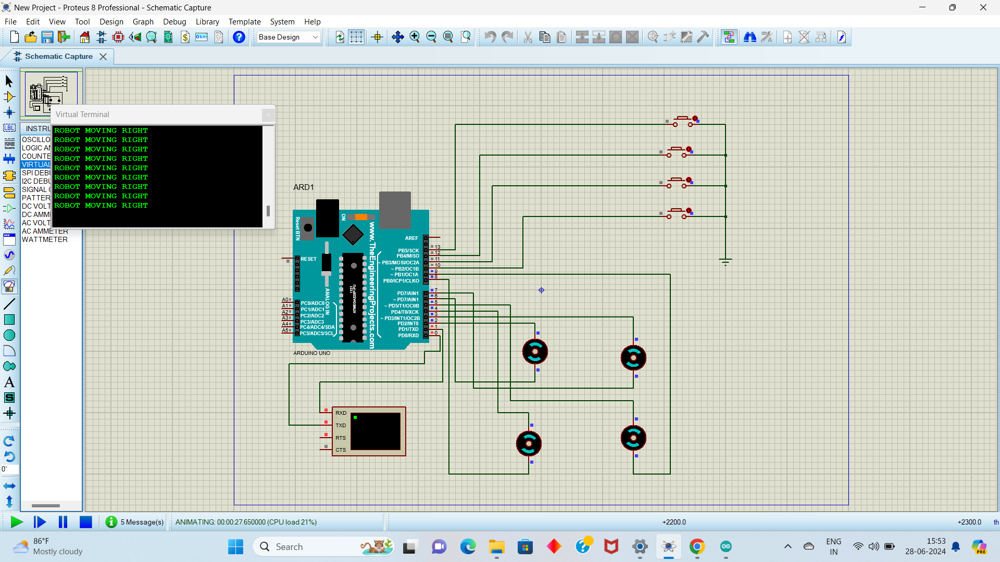 New Project - Proteus 8 Professional - Schematic Capture
File Edit View Tool Design Graph Debug Library Template System Help
Base Design
Schematic Capture
Virtual Terminal
ROBOT MOVING RIGHT
ROBOT MOVING RIGHT
ROBOT MOVING RIGHT
ROBOT MOVING RIGHT
ROBOT MOVING RIGHT
ROBOT MOVING RIGHT
ROBOT MOVING RIGHT
ROBOT MOVING RIGHT
ROBOT MOVING RIGHT
LBL
INSTRU
OSCILLO
LOGIC AN
COUNTE
VIRTUAL
SPI DEBU
I2C DEBU
SIGNAL G
PATTER
DC VOLT
DC AMM
AC VOLT
AC AMMETER
WATTMETER
A
S
0°
ARD1
Reset BTN
ON
www.TheEngineeringProjects.com
ANALOG IN
1121
ATMEGA328P-PU
RESET
AREF
PB5/SCK 13
PB4/MISO 12
~ PB3/MOSI/OC2A 11
~ PB2/OC1B 10
~ PB1/OC1A 9
PB0/ICP1/CLKO 8
PD7/AIN1 7
~ PD7/AIN1 6
~ PD5/T1/OC0B 5
PD4/T0/XCK 4
~ PD3/INT1/OC2B 3
PD2/INT0 2
PD1/TXD 1
PD0/RXD 0
A0 PC0/ADC0
A1 PC1/ADC1
A2 PC2/ADC2
A3 PC3/ADC3
A4 PC4/ADC4/SDA
A5 PC5/ADC5/SCL
ARDUINO UNO
RXD
TXD
RTS
CTS
5 Message(s)
ANIMATING: 00:00:27.650000 (CPU load 21%)
+2200.0
+2300.0
th
86°F
Mostly cloudy
Search
ENG
IN
15:53
28-06-2024
PRE